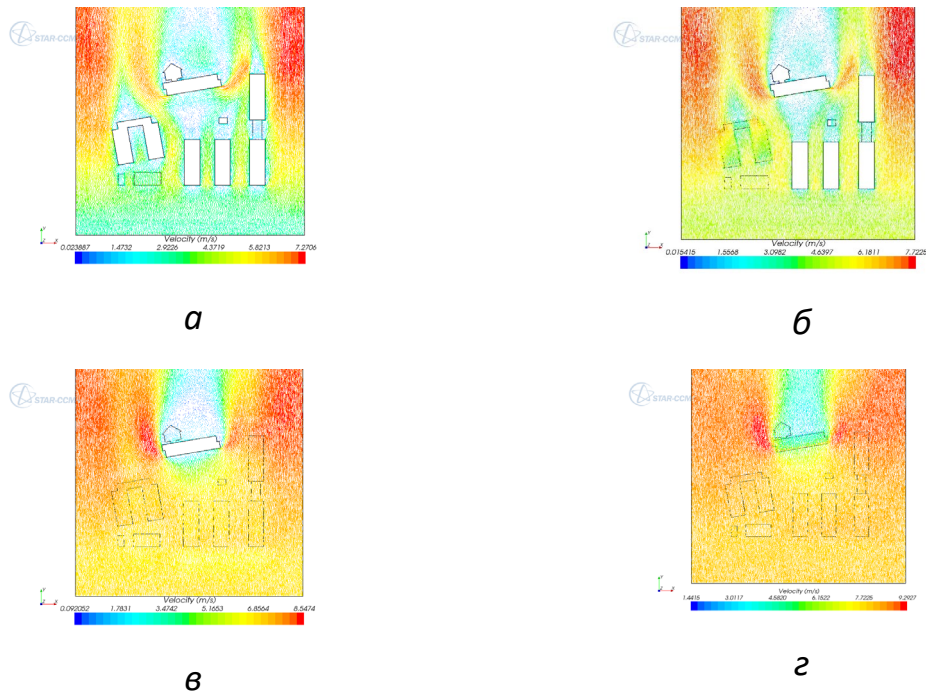 STAR-CCM
STAR-CCM
Velocity (m/s)
0.023887 1.4732 2.9226 4.3719 5.8213 7.2706
Velocity (m/s)
0.015415 1.5568 3.0982 4.6397 6.1811 7.7225
а
б
STAR-CCM
STAR-CCM
Velocity (m/s)
0.092052 1.7831 3.4742 5.1653 6.8564 8.5474
Velocity (m/s)
1.4415 3.0117 4.5820 6.1522 7.7225 9.2927
в
г